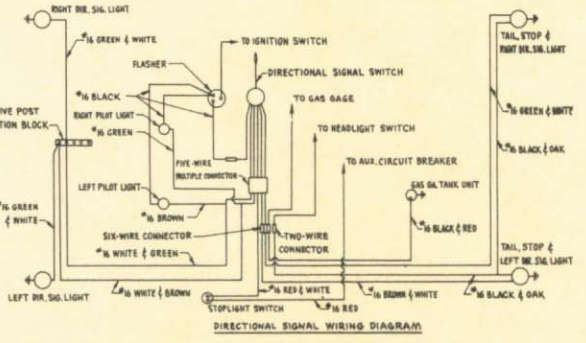 RIGHT DIR. SIG. LIGHT
#16 GREEN & WHITE
TO IGNITION SWITCH
FLASHER
DIRECTIONAL SIGNAL SWITCH
TAIL, STOP &
RIGHT DIR. SIG. LIGHT
#16 BLACK
TO GAS GAGE
RIGHT PILOT LIGHT
#16 GREEN & WHITE
IVE POST
TION BLOCK
#16 GREEN
TO HEADLIGHT SWITCH
#16 BLACK & OAK
FIVE-WIRE
MULTIPLE CONNECTOR
TO AUX. CIRCUIT BREAKER
LEFT PILOT LIGHT
GAS GA. TANK UNIT
#16 GREEN
& WHITE
#16 BROWN
#16 BLACK & RED
SIX-WIRE CONNECTOR
TWO-WIRE
CONNECTOR
TAIL, STOP &
LEFT DIR. SIG. LIGHT
#16 WHITE & GREEN
#16 WHITE & BROWN
#16 RED & WHITE
#16 BROWN & WHITE
#16 BLACK & OAK
LEFT DIR. SIG. LIGHT
STOPLIGHT SWITCH
#16 RED
DIRECTIONAL SIGNAL WIRING DIAGRAM